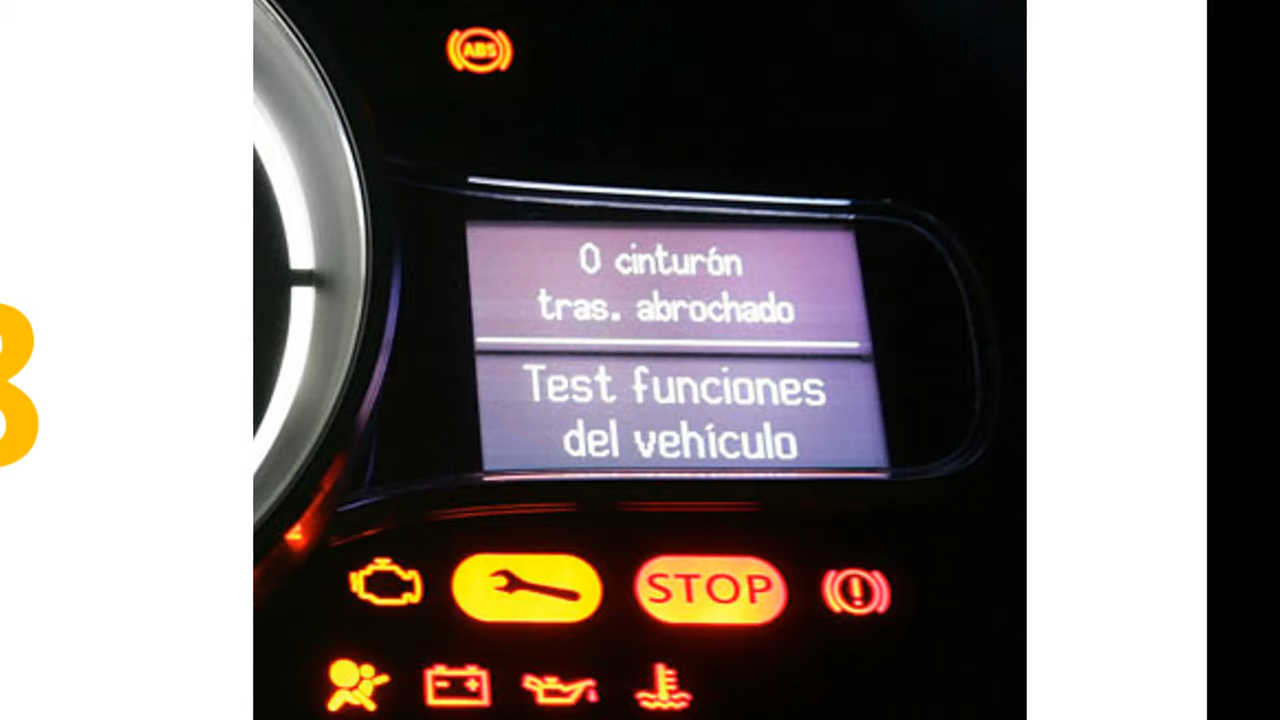 ABS
0 cinturón
tras. abrochado
Test funciones
del vehículo
STOP